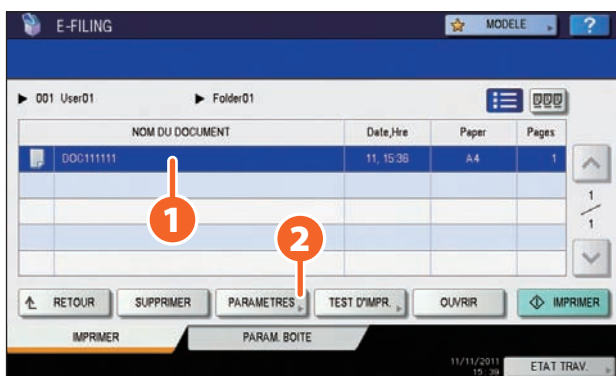 E-FILING MODELE ?
001 User01 Folder01
NOM DU DOCUMENT Date,Hre Paper Pages
DOC111111 11, 15:36 A4 1
1
1
1
2
RETOUR SUPPRIMER PARAMETRES TEST D'IMPR. OUVRIR IMPRIMER
IMPRIMER PARAM. BOITE
11/11/2011
15:39 ETAT TRAV.